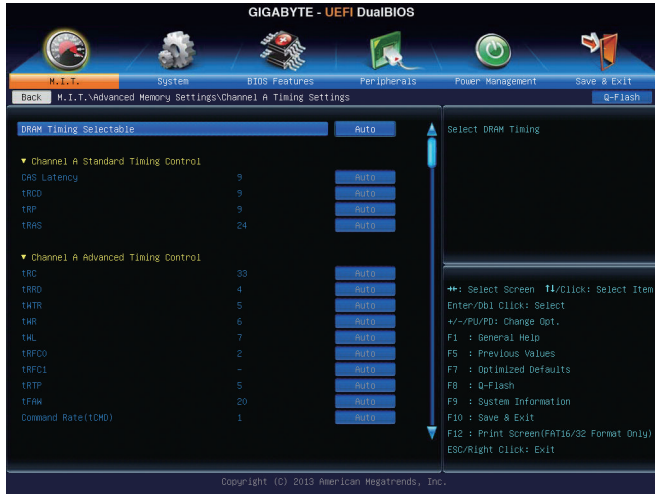 GIGABYTE - UEFI DualBIOS
M.I.T. System BIOS Features Peripherals Power Management Save & Exit
Back M.I.T.\Advanced Memory Settings\Channel A Timing Settings Q-Flash
DRAM Timing Selectable Auto
▼ Channel A Standard Timing Control
CAS Latency 9 Auto
tRCD 9 Auto
tRP 9 Auto
tRAS 24 Auto
▼ Channel A Advanced Timing Control
tRC 33 Auto
tRRD 4 Auto
tWTR 5 Auto
tWR 6 Auto
tWL 7 Auto
tRFC0 2 Auto
tRFC1 - Auto
tRTP 5 Auto
tFAW 20 Auto
Command Rate(tCMD) 1 Auto
Select DRAM Timing
→←: Select Screen ↑↓/Click: Select Item
Enter/Dbl Click: Select
+/-/PU/PD: Change Opt.
F1 : General Help
F5 : Previous Values
F7 : Optimized Defaults
F8 : Q-Flash
F9 : System Information
F10 : Save & Exit
F12 : Print Screen(FAT16/32 Format Only)
ESC/Right Click: Exit
Copyright (C) 2013 American Megatrends, Inc.